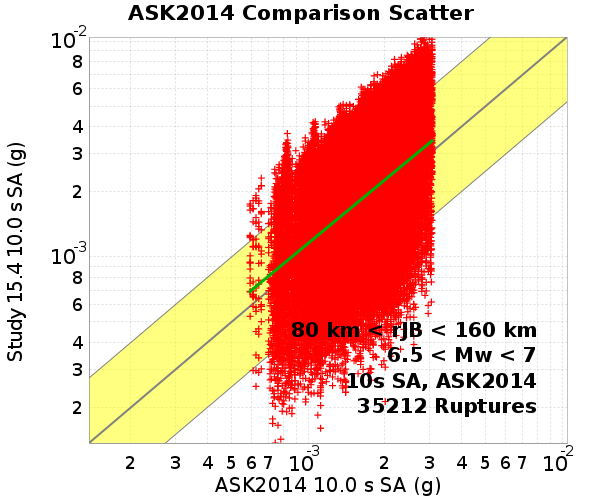 ASK2014 Comparison Scatter
10-2
8
6
4
3
2
10-3
8
6
4
3
2
Study 15.4 10.0 s SA (g)
80 km < rJB < 160 km
6.5 < Mw < 7
10s SA, ASK2014
35212 Ruptures
2 3 4 5 6 7 10-3 2 3 4 5 6 7 10-2
ASK2014 10.0 s SA (g)